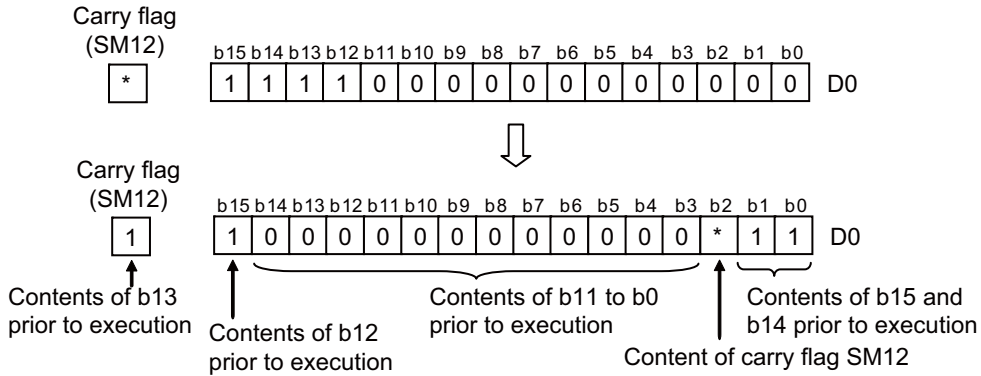 Carry flag
(SM12)
b15 b14 b13 b12 b11 b10 b9 b8 b7 b6 b5 b4 b3 b2 b1 b0
* 1 1 1 1 0 0 0 0 0 0 0 0 0 0 0 0 D0
Carry flag
(SM12)
b15 b14 b13 b12 b11 b10 b9 b8 b7 b6 b5 b4 b3 b2 b1 b0
1 1 0 0 0 0 0 0 0 0 0 0 0 0 * 1 1 D0
Contents of b13
prior to execution
Contents of b12
prior to execution
Contents of b11 to b0
prior to execution
Contents of b15 and
b14 prior to execution
Content of carry flag SM12